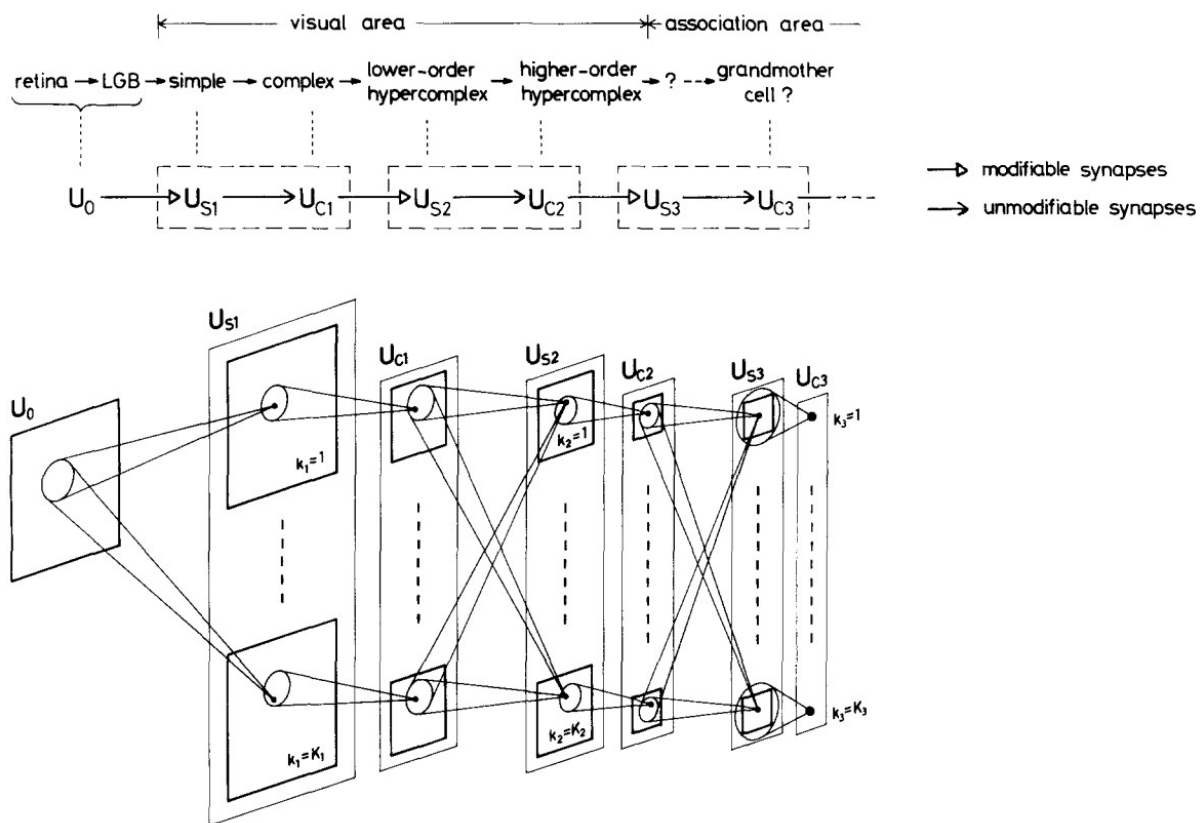 visual area
association area
retina
LGB
simple
complex
lower-order
hypercomplex
higher-order
hypercomplex
?
grandmother
cell ?
U0
US1
UC1
US2
UC2
US3
UC3
modifiable synapses
unmodifiable synapses
U0
US1
UC1
US2
UC2
US3
UC3
k1=1
k2=1
k3=1
k1=K1
k2=K2
k3=K3